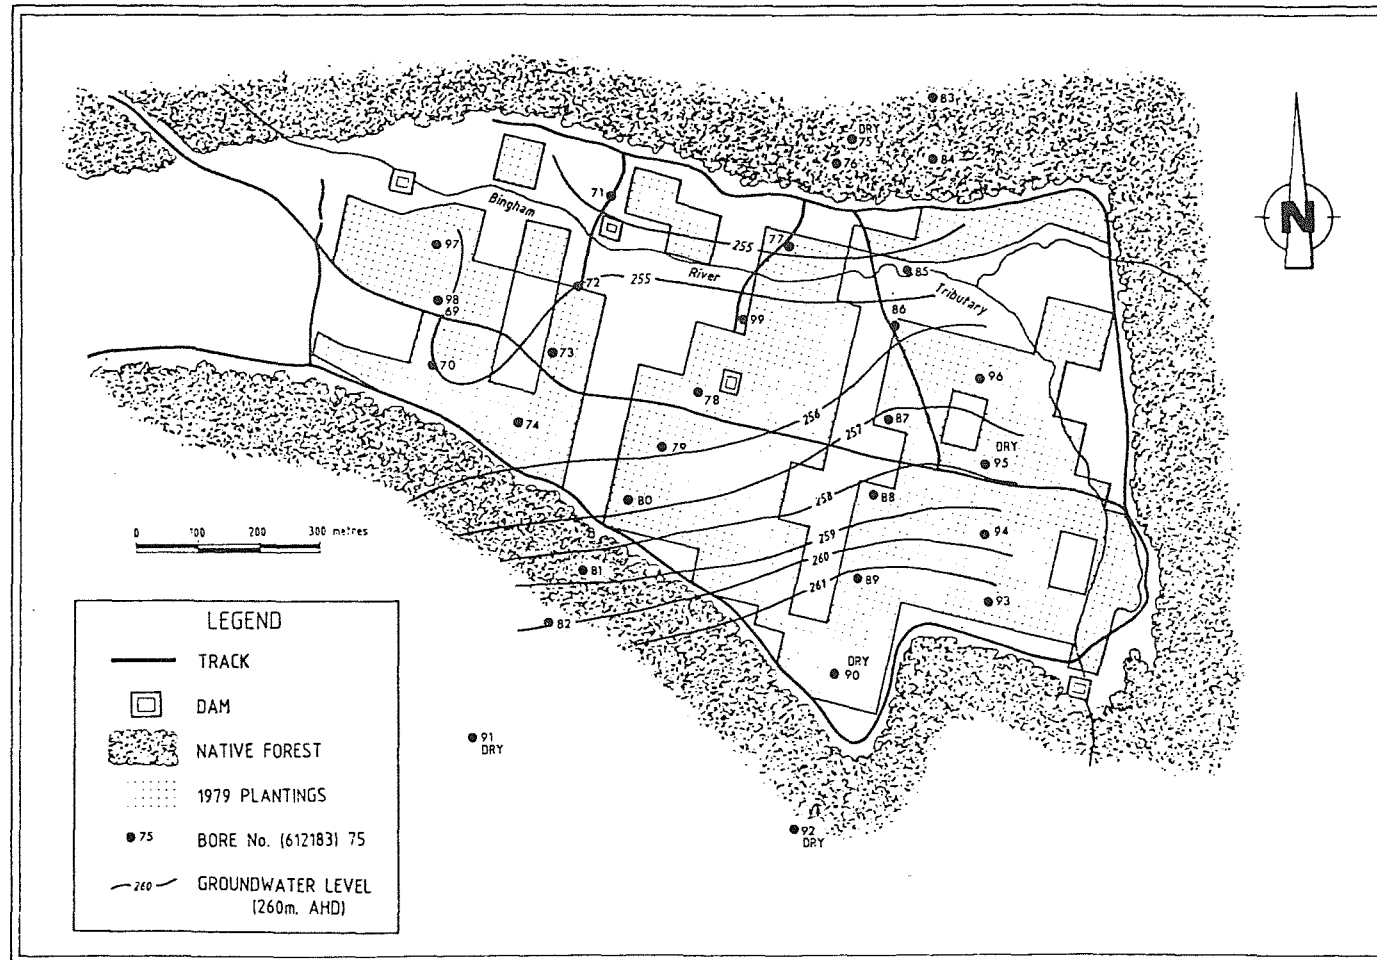 83
DRY
75
76
84
71
Bingham
97
77
255
River
85
72
255
Tributary
98
69
99
86
73
70
96
78
256
74
257
87
79
DRY
95
80
258
88
259
94
260
81
261
89
93
82
DRY
90
91
DRY
92
DRY
N
0 100 200 300 metres
LEGEND
TRACK
DAM
NATIVE FOREST
1979 PLANTINGS
75 BORE No. (612183) 75
260 GROUNDWATER LEVEL
(260m. AHD)